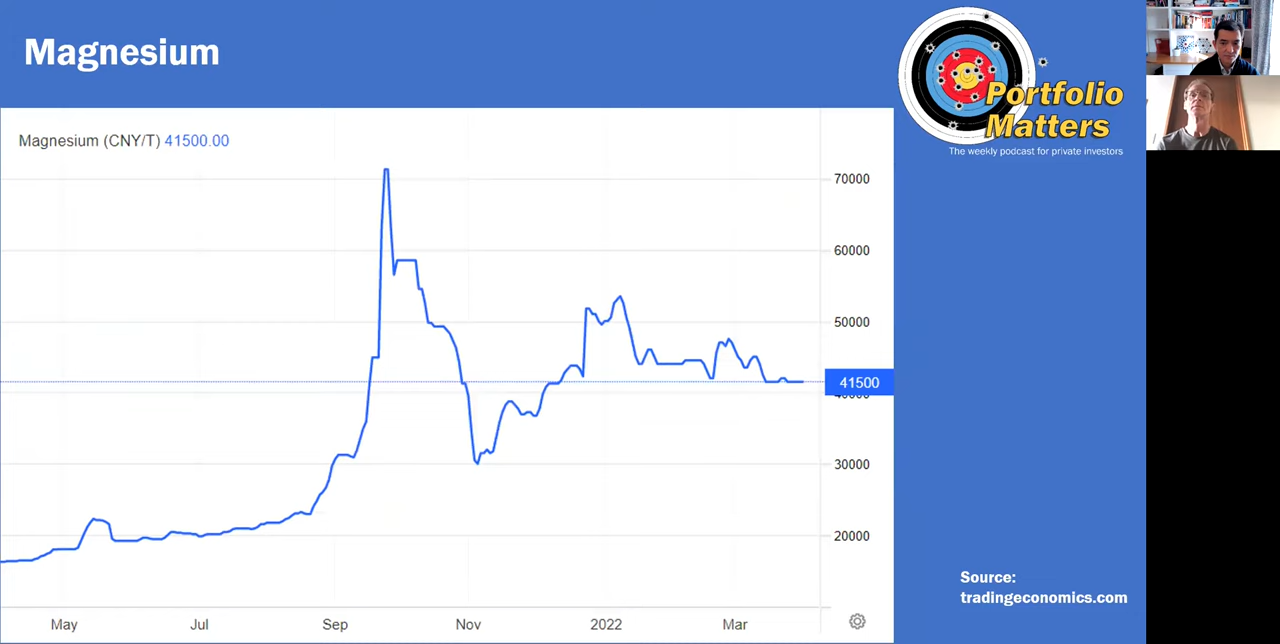 Magnesium
Portfolio
Matters
The weekly podcast for private investors
Magnesium (CNY/T) 41500.00
70000
60000
50000
41500
30000
20000
May Jul Sep Nov 2022 Mar
Source:
tradingeconomics.com